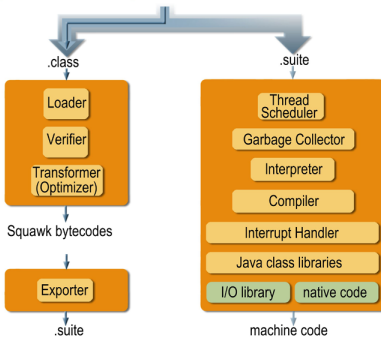 .class
Loader
Verifier
Transformer
(Optimizer)
Squawk bytecodes
Exporter
.suite
.suite
Thread
Scheduler
Garbage Collector
Interpreter
Compiler
Interrupt Handler
Java class libraries
I/O library
native code
machine code